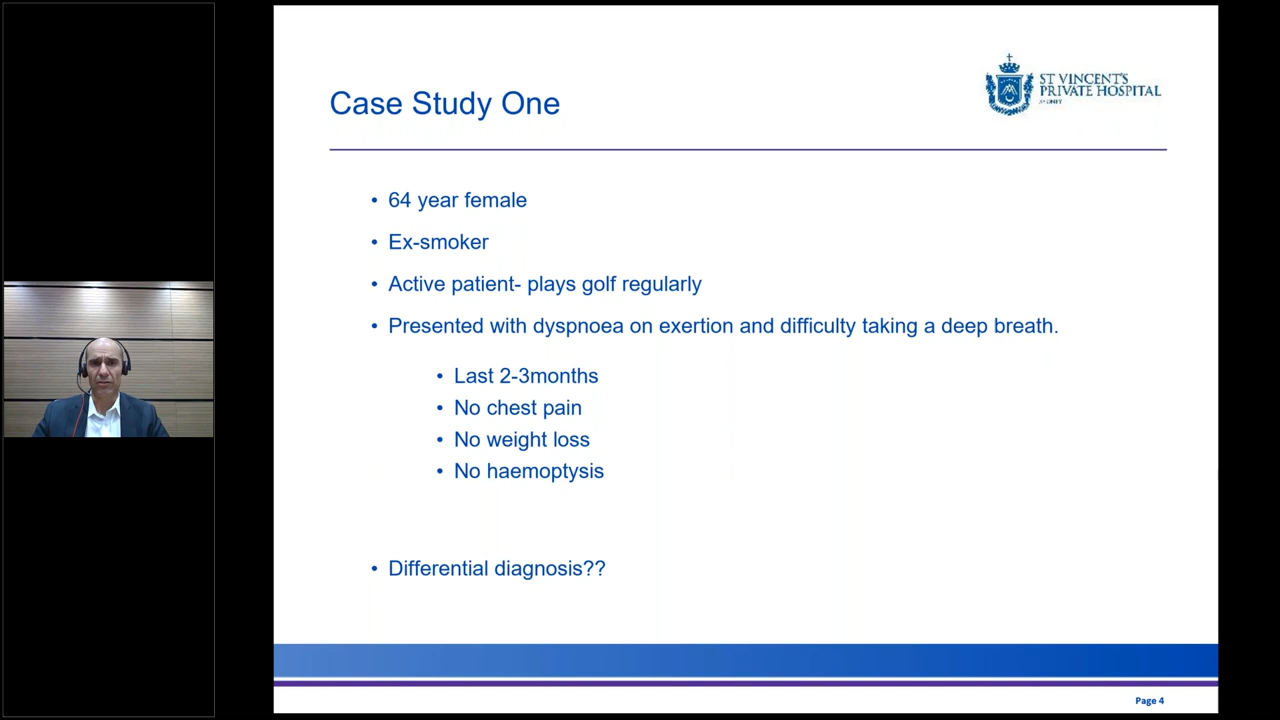 ST VINCENT'S
PRIVATE HOSPITAL
SYDNEY
Case Study One
• 64 year female
• Ex-smoker
• Active patient- plays golf regularly
• Presented with dyspnoea on exertion and difficulty taking a deep breath.
• Last 2-3months
• No chest pain
• No weight loss
• No haemoptysis
• Differential diagnosis??
Page 4